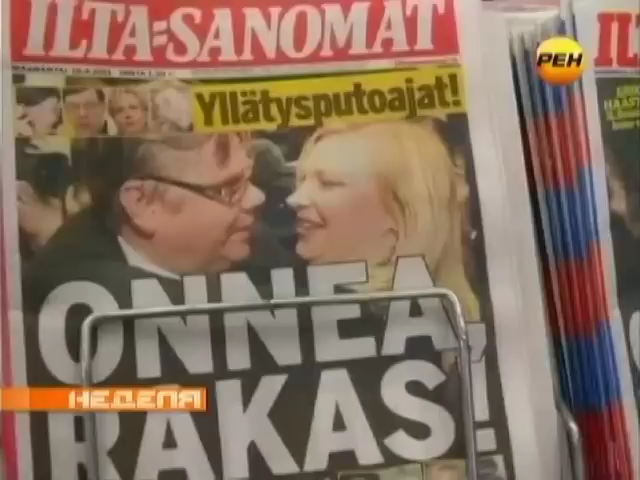 ILTA=SANOMAT
РЕН
Yllätysputoajat!
ONNEA,
RAKAS!
НЕДЕЛЯ